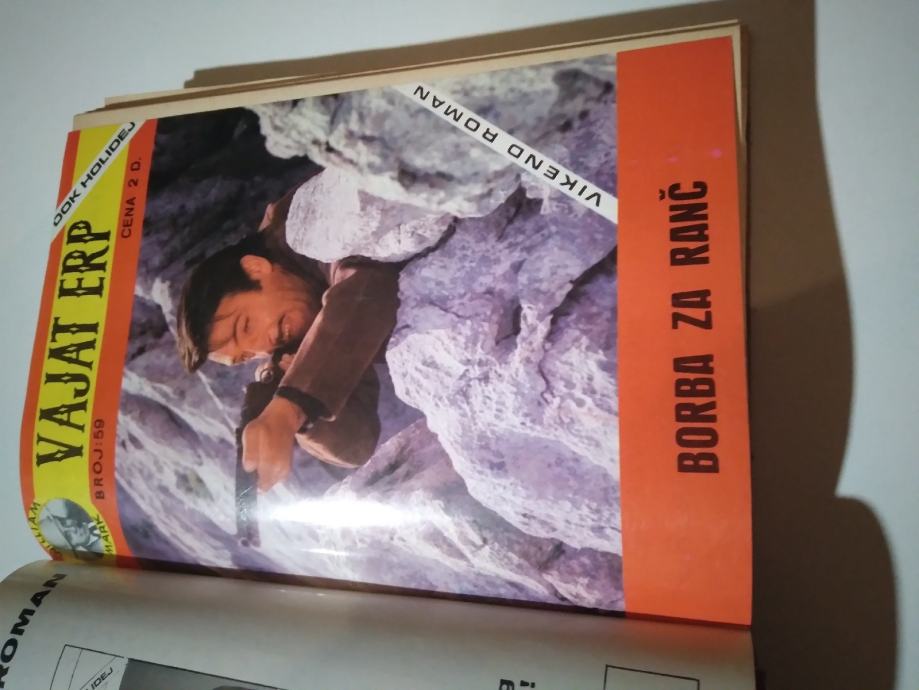 DOK HOLIDEJ
VAJAT ERP
BROJ:59
CENA 2 D.
VIKEND ROMAN
BORBA ZA RANČ
ROMAN